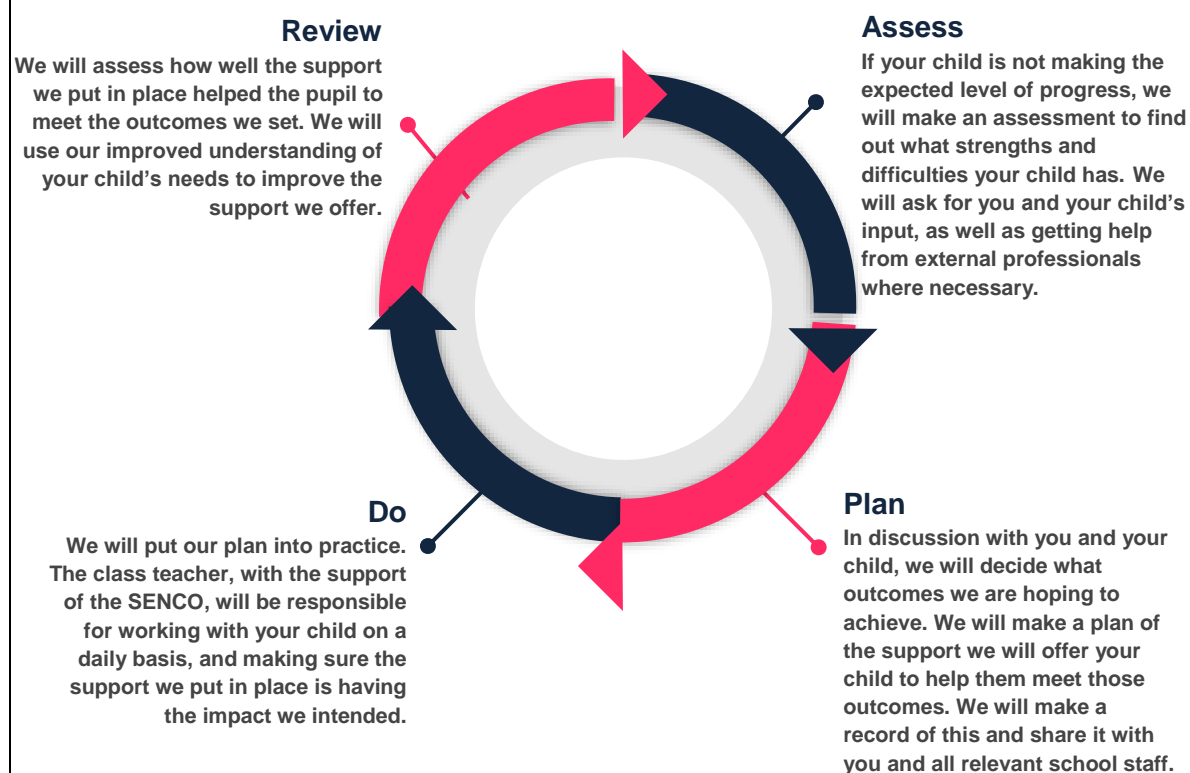 Review
We will assess how well the support
we put in place helped the pupil to
meet the outcomes we set. We will
use our improved understanding of
your child's needs to improve the
support we offer.
Assess
If your child is not making the
expected level of progress, we
will make an assessment to find
out what strengths and
difficulties your child has. We
will ask for you and your child's
input, as well as getting help
from external professionals
where necessary.
Do
We will put our plan into practice.
The class teacher, with the support
of the SENCO, will be responsible
for working with your child on a
daily basis, and making sure the
support we put in place is having
the impact we intended.
Plan
In discussion with you and your
child, we will decide what
outcomes we are hoping to
achieve. We will make a plan of
the support we will offer your
child to help them meet those
outcomes. We will make a
record of this and share it with
you and all relevant school staff.